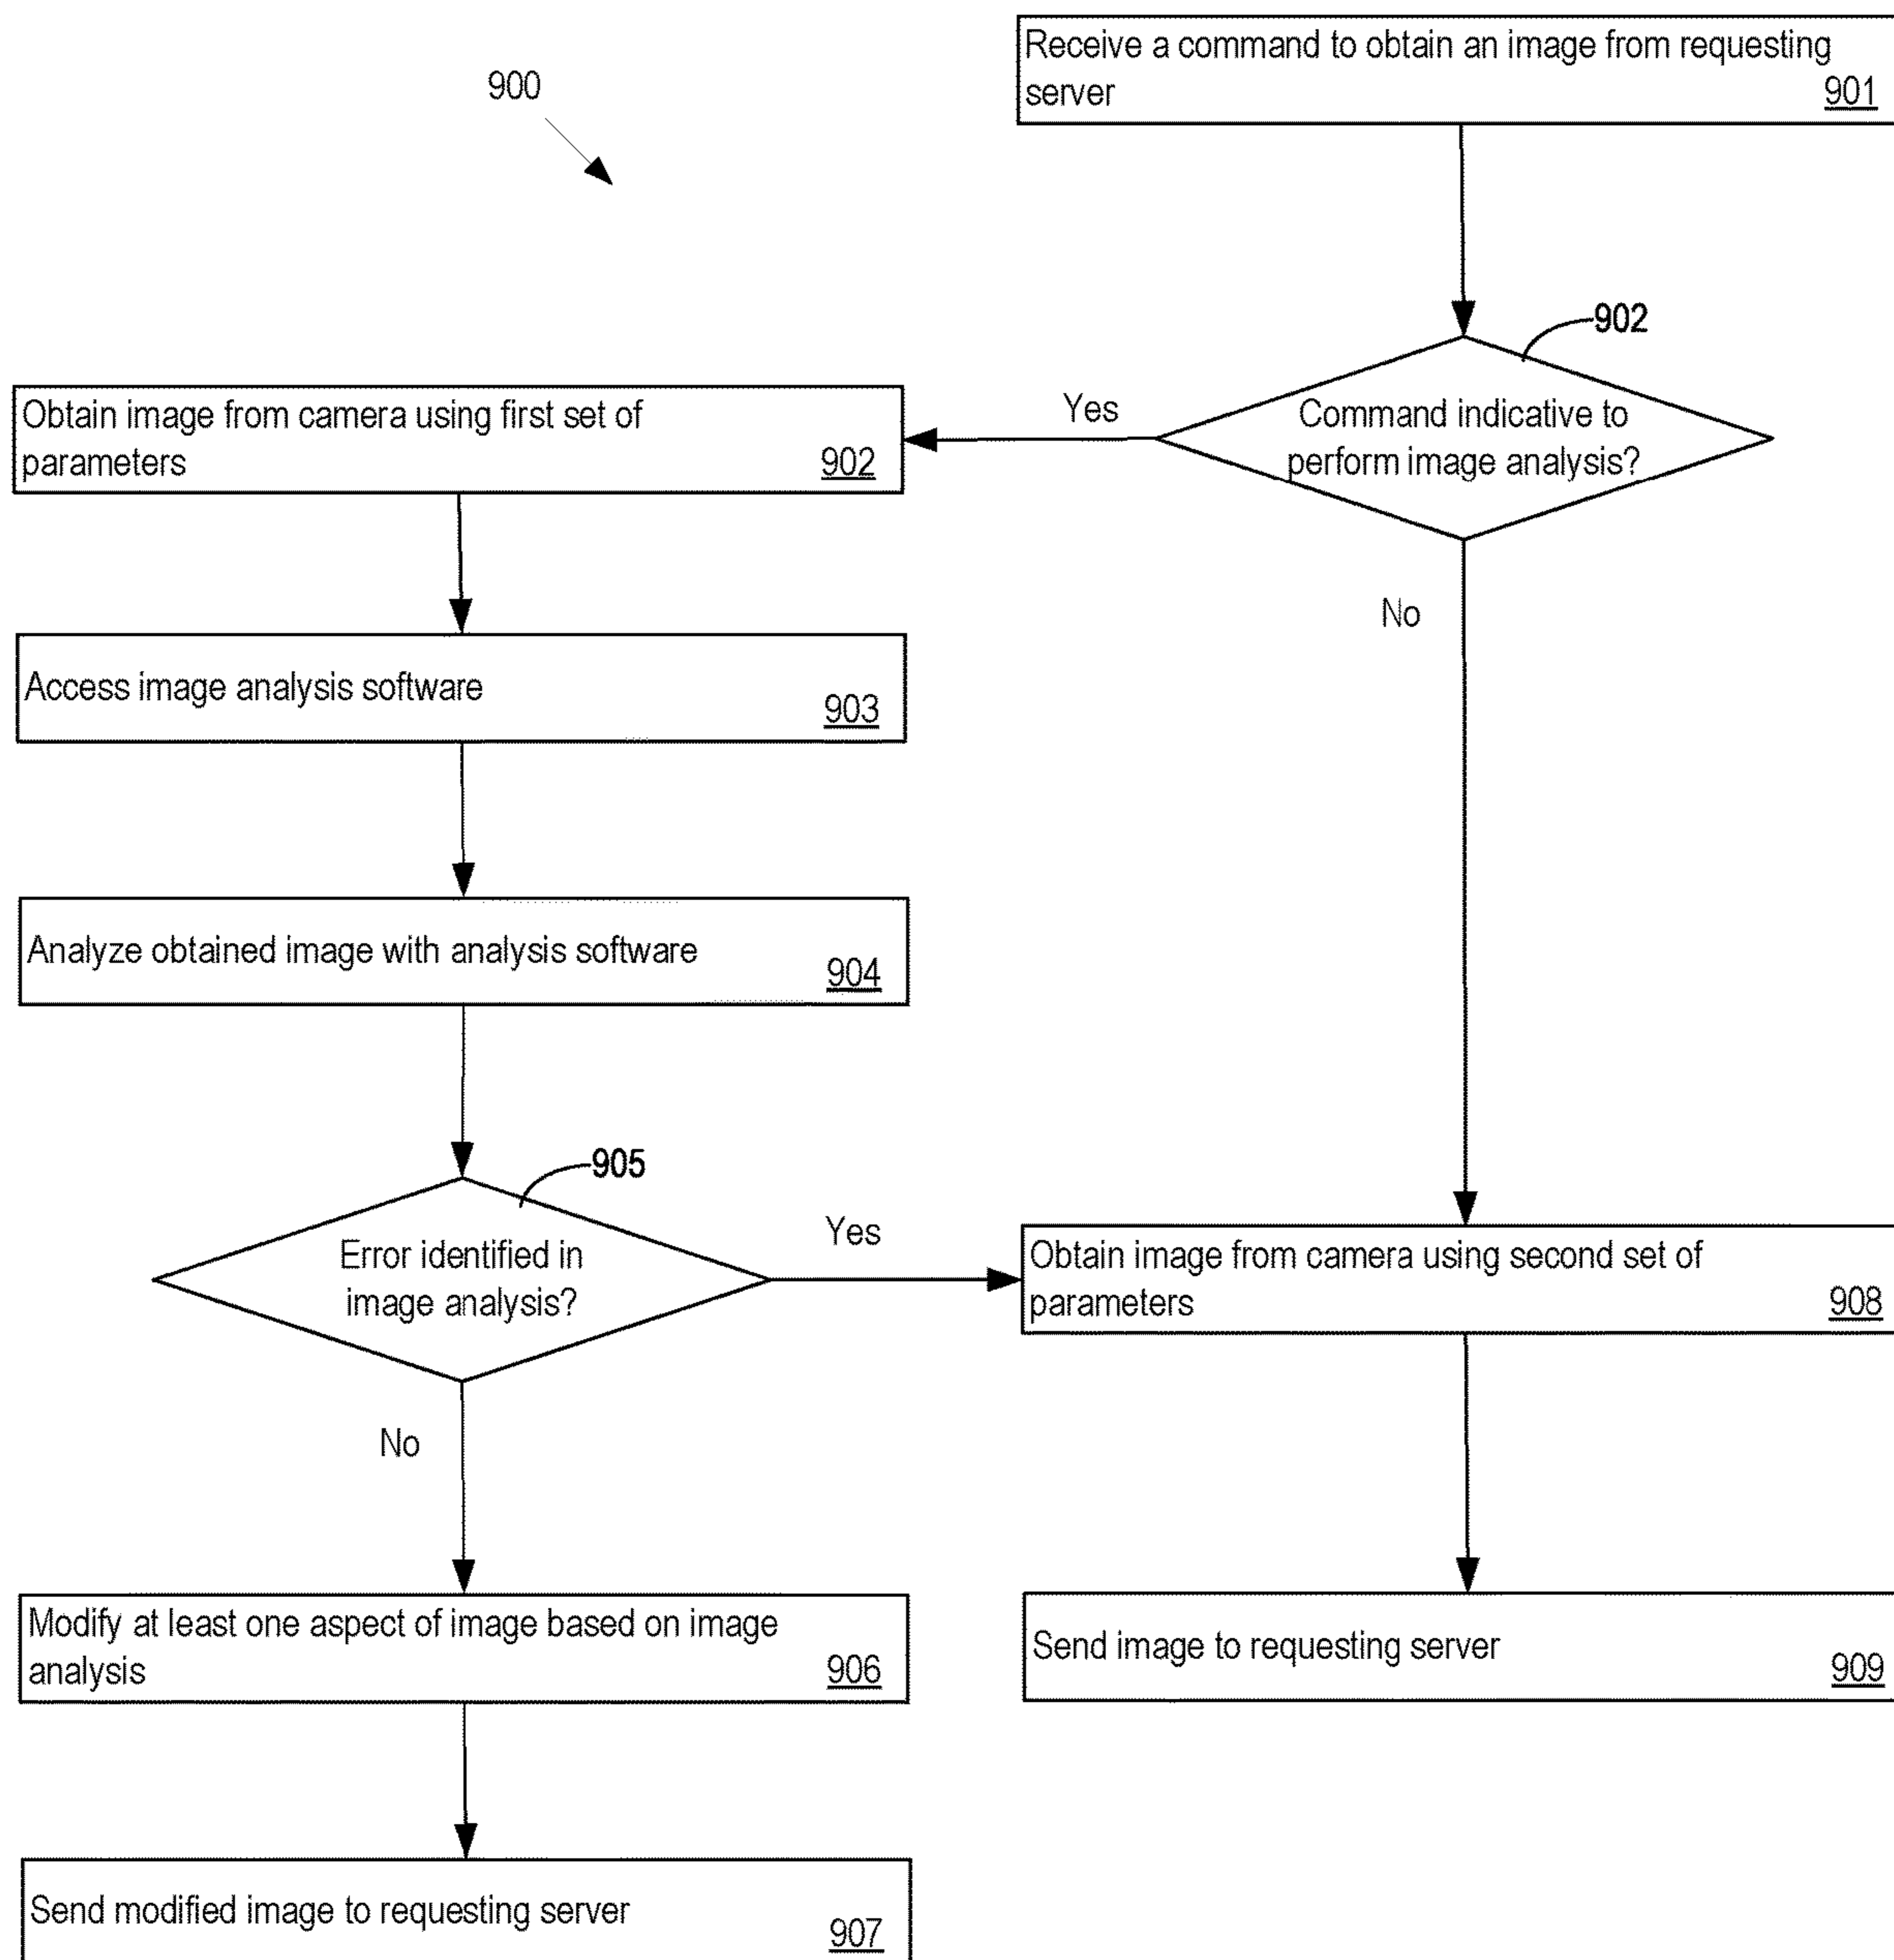 900
Receive a command to obtain an image from requesting
server 901
902
Command indicative to
perform image analysis?
Yes
No
Obtain image from camera using first set of
parameters 902
Access image analysis software
903
Analyze obtained image with analysis software
904
905
Error identified in
image analysis?
Yes
No
Obtain image from camera using second set of
parameters 908
Modify at least one aspect of image based on image
analysis 906
Send image to requesting server
909
Send modified image to requesting server
907